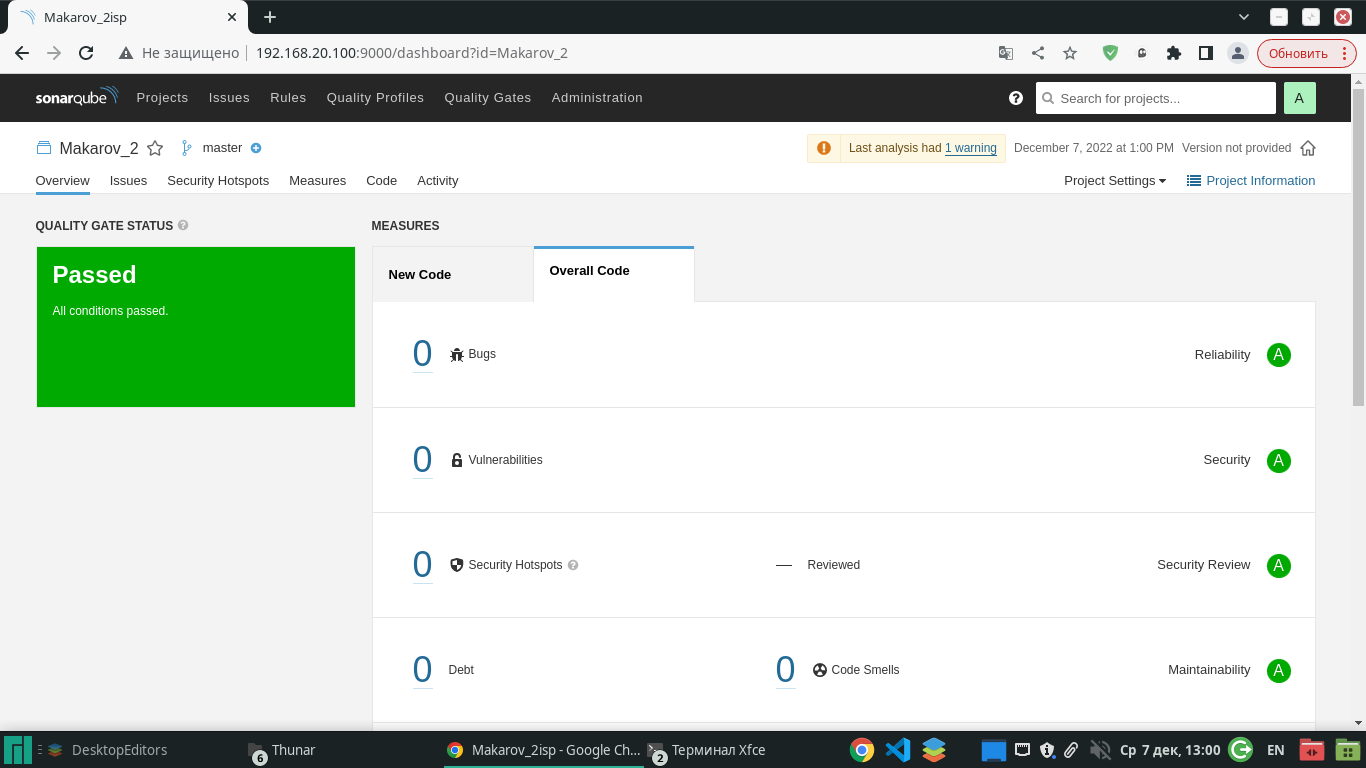 Makarov_2isp
Не защищено 192.168.20.100:9000/dashboard?id=Makarov_2 Обновить
sonarqube Projects Issues Rules Quality Profiles Quality Gates Administration Search for projects... A
Makarov_2 master Last analysis had 1 warning December 7, 2022 at 1:00 PM Version not provided
Overview Issues Security Hotspots Measures Code Activity Project Settings Project Information
QUALITY GATE STATUS MEASURES
Passed
All conditions passed.
New Code Overall Code
0 Bugs Reliability A
0 Vulnerabilities Security A
0 Security Hotspots Reviewed Security Review A
0 Debt 0 Code Smells Maintainability A
DesktopEditors 6 Thunar Makarov_2isp - Google Ch... 2 Терминал Xfce Ср 7 дек, 13:00 EN